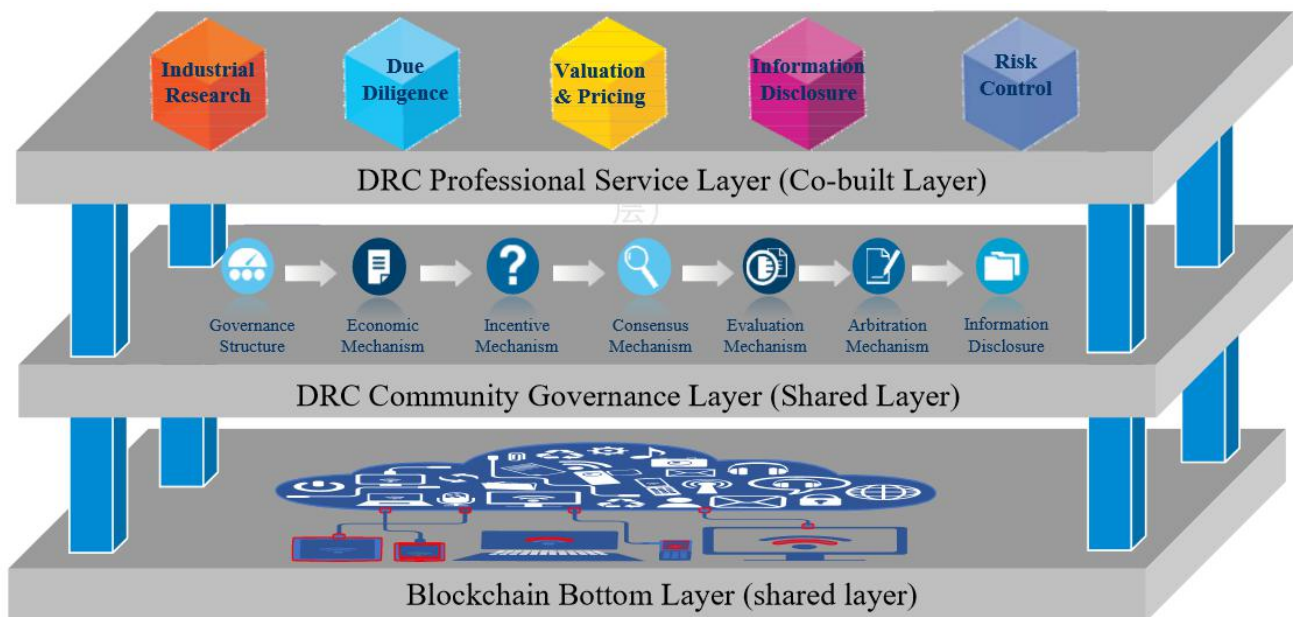 Industrial
Research
Due
Diligence
Valuation
& Pricing
Information
Disclosure
Risk
Control
DRC Professional Service Layer (Co-built Layer)
层）
Governance
Structure
Economic
Mechanism
Incentive
Mechanism
Consensus
Mechanism
Evaluation
Mechanism
Arbitration
Mechanism
Information
Disclosure
DRC Community Governance Layer (Shared Layer)
Blockchain Bottom Layer (shared layer)